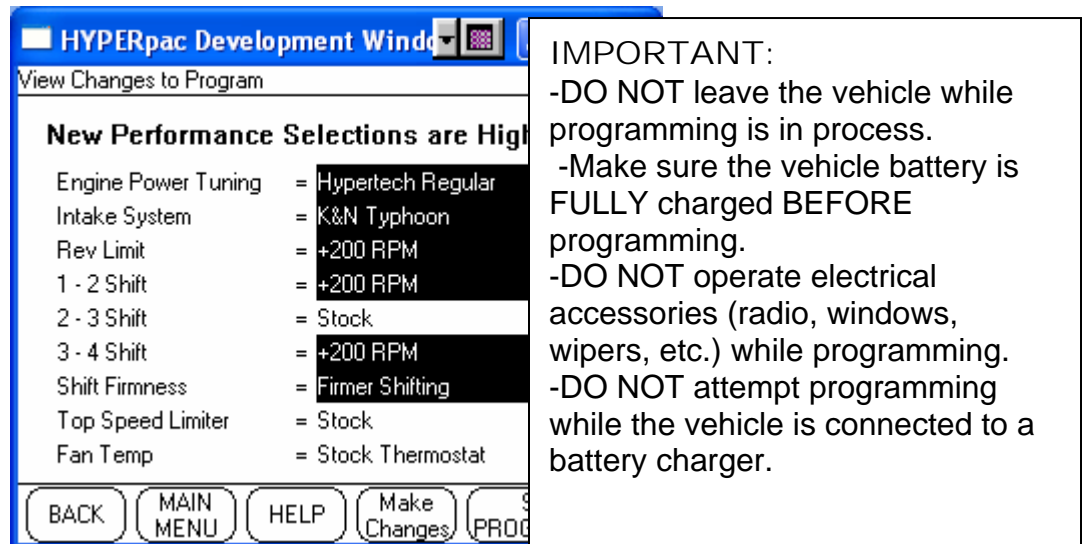 HYPERpac Development Wind
View Changes to Program
New Performance Selections are
Engine Power Tuning = Hypertech Regular
Intake System = K&N Typhoon
Rev Limit = +200 RPM
1 - 2 Shift = +200 RPM
2 - 3 Shift = Stock
3 - 4 Shift = +200 RPM
Shift Firmness = Firmer Shifting
Top Speed Limiter = Stock
Fan Temp = Stock Thermostat
BACK
MAIN
MENU
HELP
Make
Changes
IMPORTANT:
-DO NOT leave the vehicle while
programming is in process.
-Make sure the vehicle battery is
FULLY charged BEFORE
programming.
-DO NOT operate electrical
accessories (radio, windows,
wipers, etc.) while programming.
-DO NOT attempt programming
while the vehicle is connected to a
battery charger.